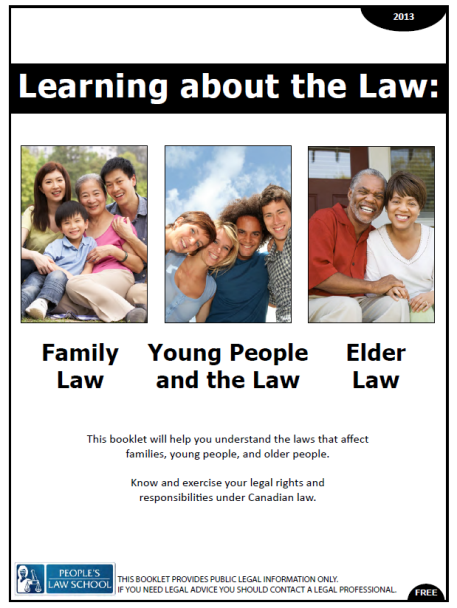 2013
Learning about the Law:
Family
Law
Young People
and the Law
Elder
Law
This booklet will help you understand the laws that affect
families, young people, and older people.
Know and exercise your legal rights and
responsibilities under Canadian law.
PEOPLE'S
LAW SCHOOL
THIS BOOKLET PROVIDES PUBLIC LEGAL INFORMATION ONLY.
IF YOU NEED LEGAL ADVICE YOU SHOULD CONTACT A LEGAL PROFESSIONAL.
FREE